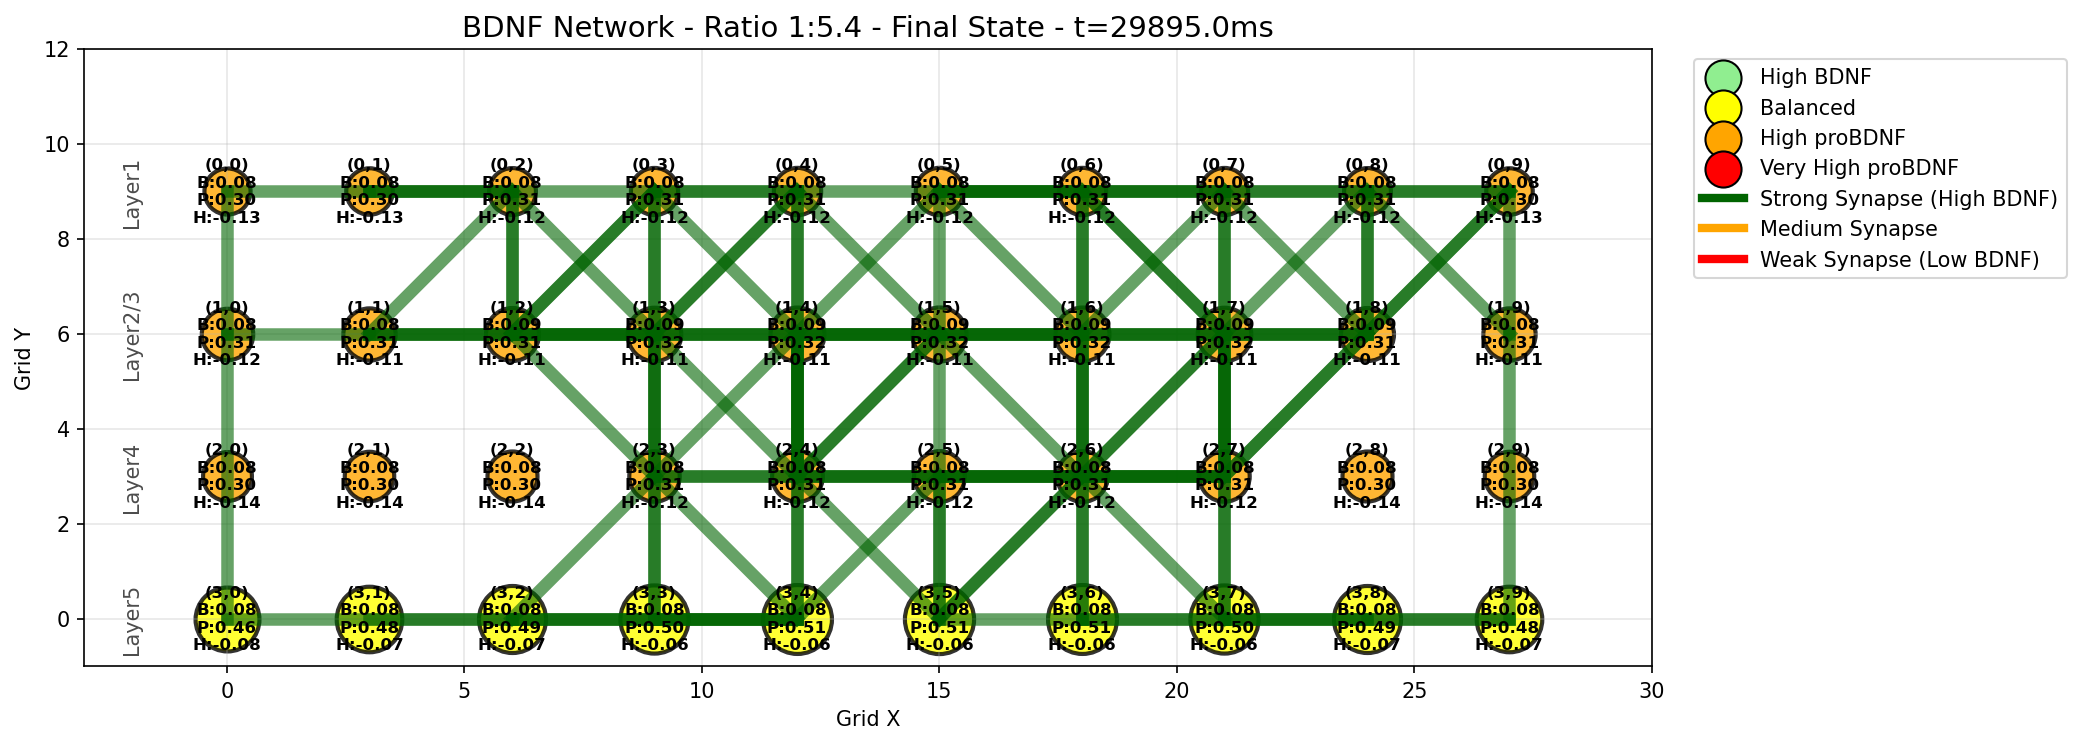 BDNF Network - Ratio 1:5.4 - Final State - t=29895.0ms
High BDNF
Balanced
High proBDNF
Very High proBDNF
Strong Synapse (High BDNF)
Medium Synapse
Weak Synapse (Low BDNF)
Grid Y
12
10
8
6
4
2
0
Layer1
(0,0) (0,1) (0,2) (0,3) (0,4) (0,5) (0,6) (0,7) (0,8) (0,9)
B:0.08 B:0.08 B:0.08 B:0.08 B:0.08 B:0.08 B:0.08 B:0.08 B:0.08 B:0.08
P:0.30 P:0.30 P:0.31 P:0.31 P:0.31 P:0.31 P:0.31 P:0.31 P:0.31 P:0.30
H:-0.13 H:-0.13 H:-0.12 H:-0.12 H:-0.12 H:-0.12 H:-0.12 H:-0.12 H:-0.12 H:-0.13
Layer2/3
(1,0) (1,1) (1,2) (1,3) (1,4) (1,5) (1,6) (1,7) (1,8) (1,9)
B:0.08 B:0.08 B:0.09 B:0.09 B:0.09 B:0.09 B:0.09 B:0.09 B:0.09 B:0.08
P:0.31 P:0.31 P:0.31 P:0.32 P:0.32 P:0.32 P:0.32 P:0.32 P:0.31 P:0.31
H:-0.12 H:-0.11 H:-0.11 H:-0.11 H:-0.11 H:-0.11 H:-0.11 H:-0.11 H:-0.11 H:-0.11
Layer4
(2,0) (2,1) (2,2) (2,3) (2,4) (2,5) (2,6) (2,7) (2,8) (2,9)
B:0.08 B:0.08 B:0.08 B:0.08 B:0.08 B:0.08 B:0.08 B:0.08 B:0.08 B:0.08
P:0.30 P:0.30 P:0.30 P:0.31 P:0.31 P:0.31 P:0.31 P:0.31 P:0.30 P:0.30
H:-0.14 H:-0.14 H:-0.14 H:-0.12 H:-0.12 H:-0.12 H:-0.12 H:-0.12 H:-0.14 H:-0.14
Layer5
(3,0) (3,1) (3,2) (3,3) (3,4) (3,5) (3,6) (3,7) (3,8) (3,9)
B:0.08 B:0.08 B:0.08 B:0.08 B:0.08 B:0.08 B:0.08 B:0.08 B:0.08 B:0.08
P:0.46 P:0.48 P:0.49 P:0.50 P:0.51 P:0.51 P:0.51 P:0.50 P:0.49 P:0.48
H:-0.08 H:-0.07 H:-0.07 H:-0.06 H:-0.06 H:-0.06 H:-0.06 H:-0.06 H:-0.07 H:-0.07
0 5 10 15 20 25 30
Grid X